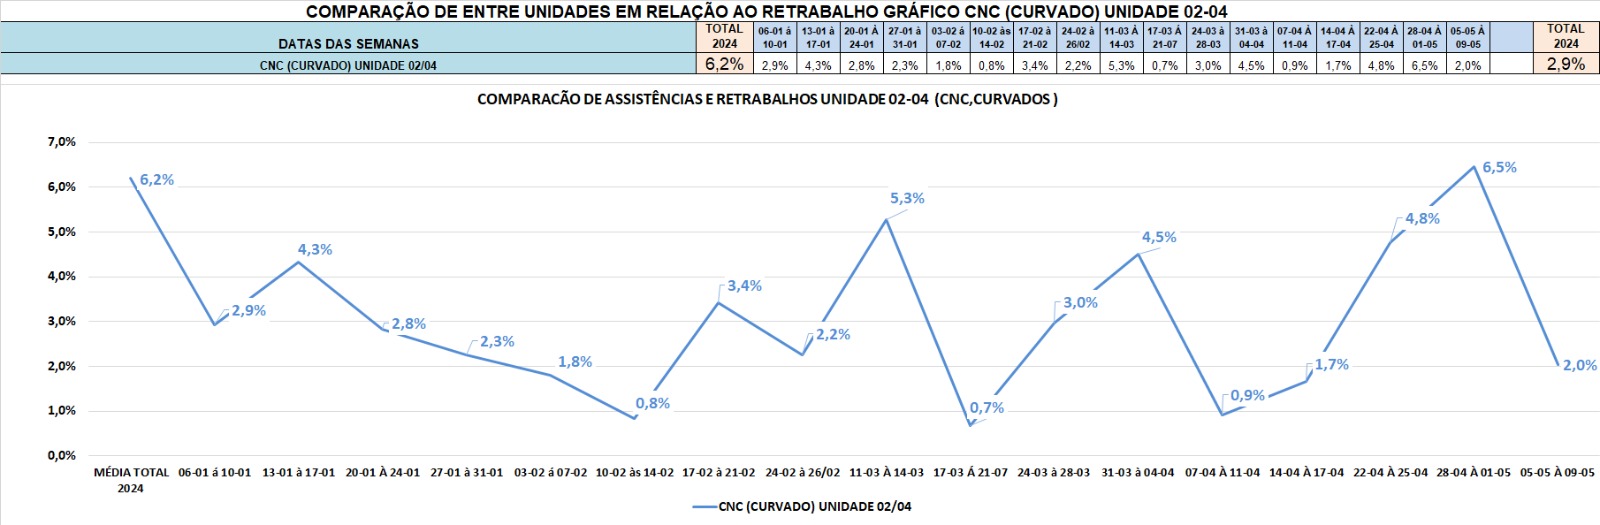 COMPARAÇÃO DE ENTRE UNIDADES EM RELAÇÃO AO RETRABALHO GRÁFICO CNC (CURVADO) UNIDADE 02-04
DATAS DAS SEMANAS TOTAL 2024 06-01 á 10-01 13-01 á 17-01 20-01 À 24-01 27-01 á 31-01 03-02 á 07-02 10-02 às 14-02 17-02 á 21-02 24-02 á 26/02 11-03 À 14-03 17-03 Á 21-07 24-03 à 28-03 31-03 à 04-04 07-04 À 11-04 14-04 À 17-04 22-04 À 25-04 28-04 À 01-05 05-05 À 09-05 TOTAL 2024
CNC (CURVADO) UNIDADE 02/04 6,2% 2,9% 4,3% 2,8% 2,3% 1,8% 0,8% 3,4% 2,2% 5,3% 0,7% 3,0% 4,5% 0,9% 1,7% 4,8% 6,5% 2,0% 2,9%
COMPARACÃO DE ASSISTÊNCIAS E RETRABALHOS UNIDADE 02-04 (CNC,CURVADOS )
7,0%
6,0%
5,0%
4,0%
3,0%
2,0%
1,0%
0,0%
6,2% 2,9% 4,3% 2,8% 2,3% 1,8% 0,8% 3,4% 2,2% 5,3% 0,7% 3,0% 4,5% 0,9% 1,7% 4,8% 6,5% 2,0%
MÉDIA TOTAL 2024 06-01 á 10-01 13-01 á 17-01 20-01 À 24-01 27-01 á 31-01 03-02 á 07-02 10-02 às 14-02 17-02 á 21-02 24-02 á 26/02 11-03 À 14-03 17-03 Á 21-07 24-03 à 28-03 31-03 à 04-04 07-04 À 11-04 14-04 À 17-04 22-04 À 25-04 28-04 À 01-05 05-05 À 09-05
CNC (CURVADO) UNIDADE 02/04